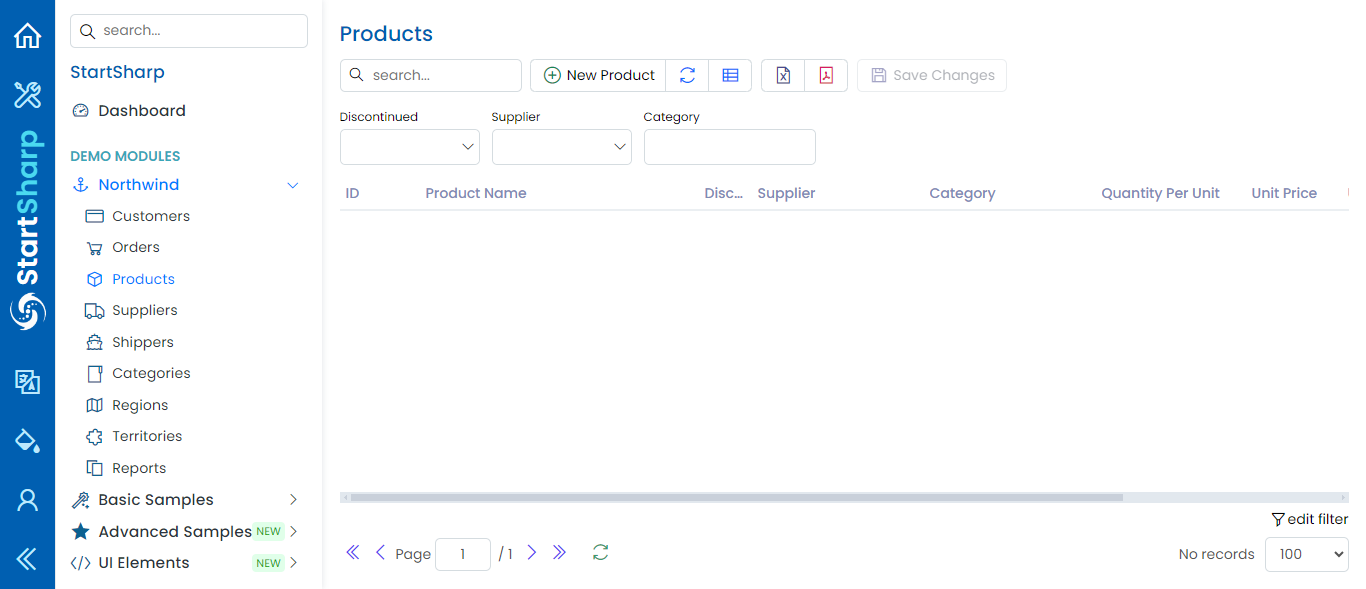 StartSharp
search...
StartSharp
Dashboard
DEMO MODULES
Northwind
Customers
Orders
Products
Suppliers
Shippers
Categories
Regions
Territories
Reports
Basic Samples
Advanced Samples NEW
UI Elements NEW
Products
search... New Product Save Changes
Discontinued Supplier Category
ID Product Name Disc... Supplier Category Quantity Per Unit Unit Price
edit filter
Page 1 / 1 No records 100